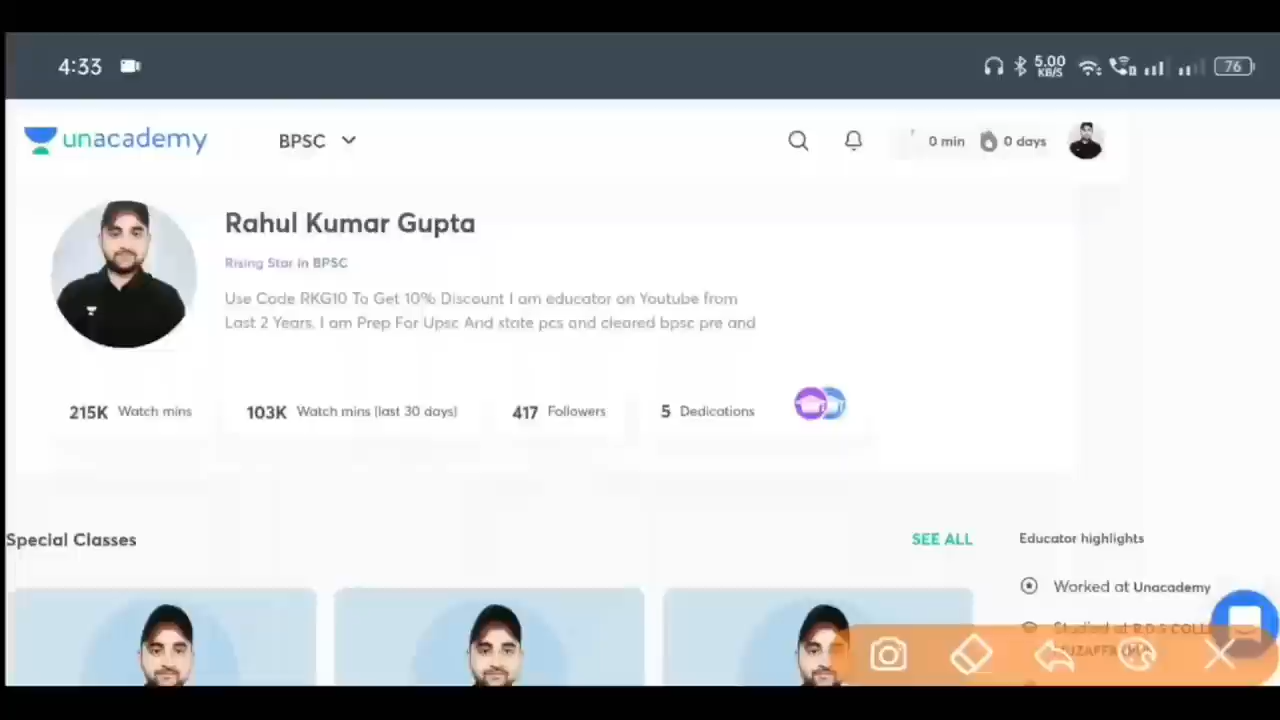 4:33 5.00 KB/S 76
unacademy BPSC 0 min 0 days
Rahul Kumar Gupta
Rising Star in BPSC
Use Code RKG10 To Get 10% Discount I am educator on Youtube from
Last 2 Years. I am Prep For Upsc And state pcs and cleared bpsc pre and
215K Watch mins 103K Watch mins (last 30 days) 417 Followers 5 Dedications
Special Classes SEE ALL Educator highlights
Worked at Unacademy
Studied at R.D.S COLL